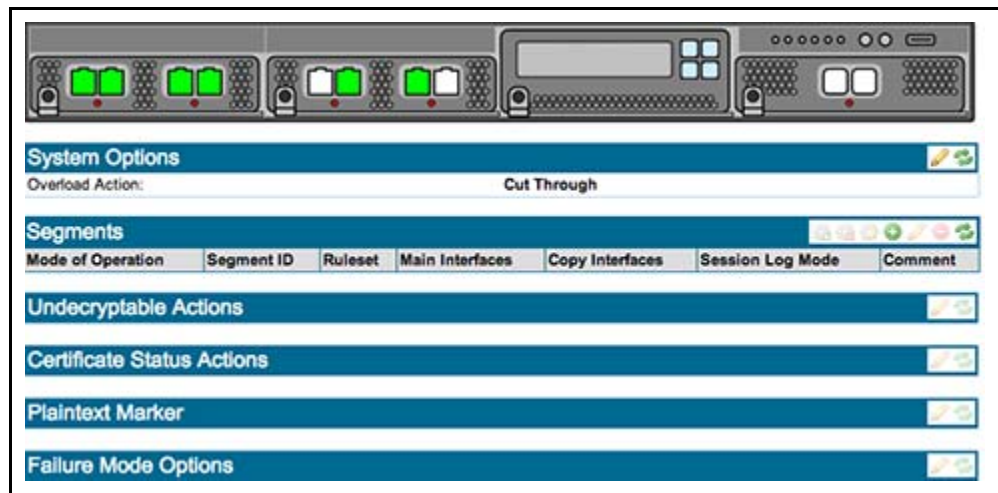 System Options
Overload Action: Cut Through
Segments
Mode of Operation Segment ID Ruleset Main Interfaces Copy Interfaces Session Log Mode Comment
Undecryptable Actions
Certificate Status Actions
Plaintext Marker
Failure Mode Options